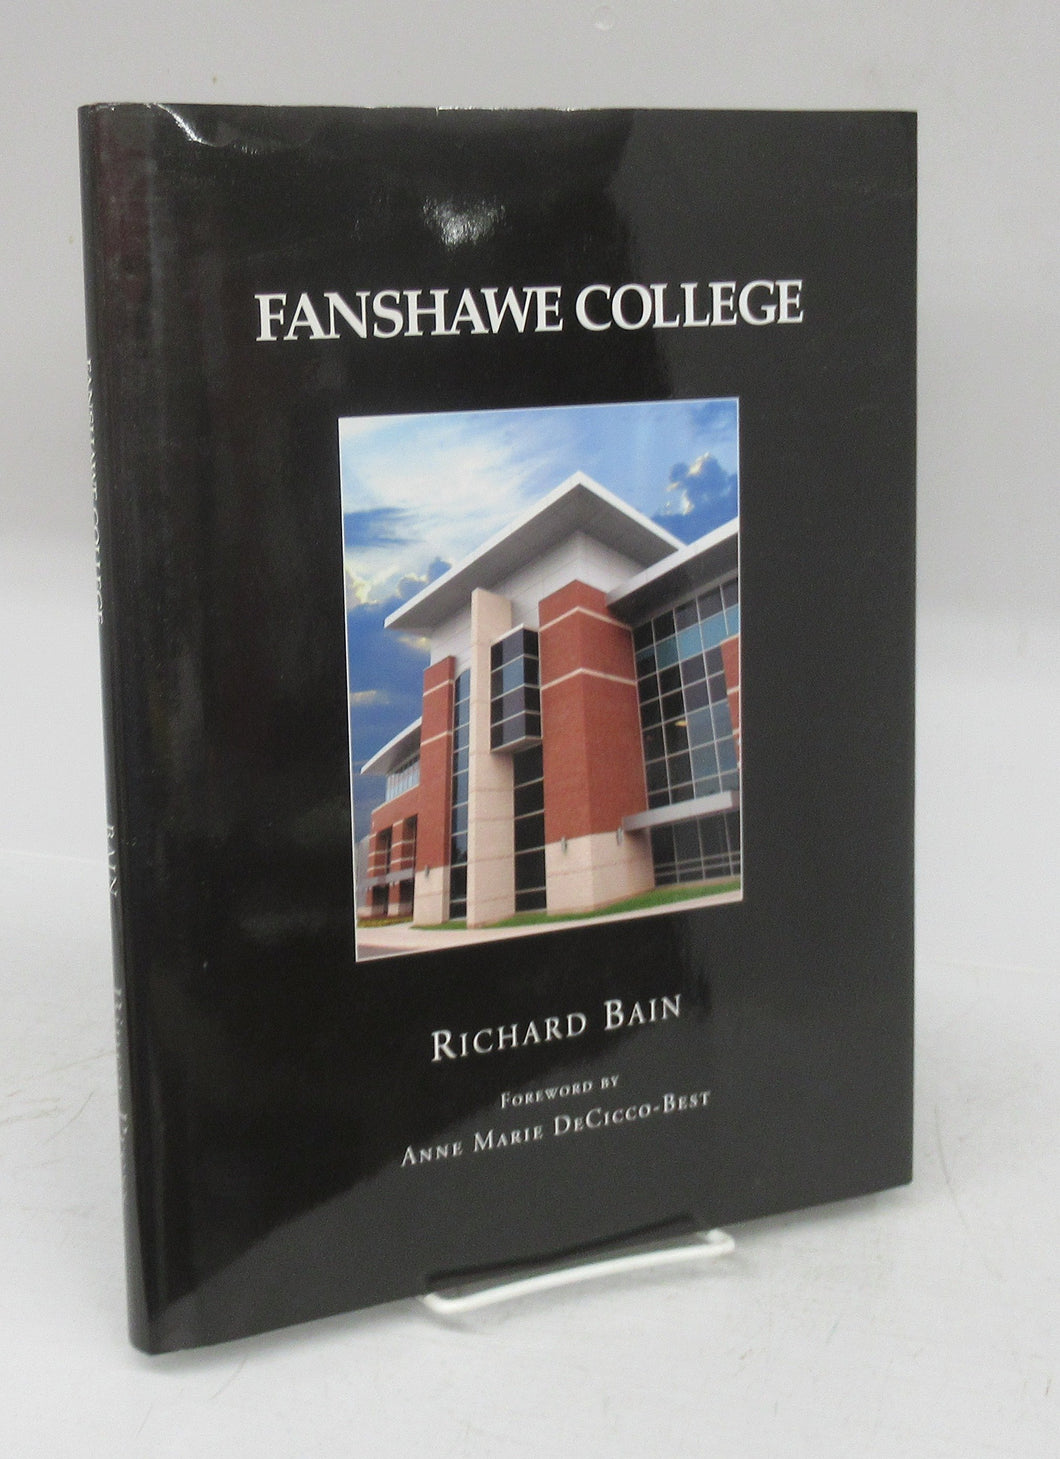 FANSHAWE COLLEGE
RICHARD BAIN
FOREWORD BY
ANNE MARIE DECICCO-BEST
FANSHAWE COLLEGE
BAIN